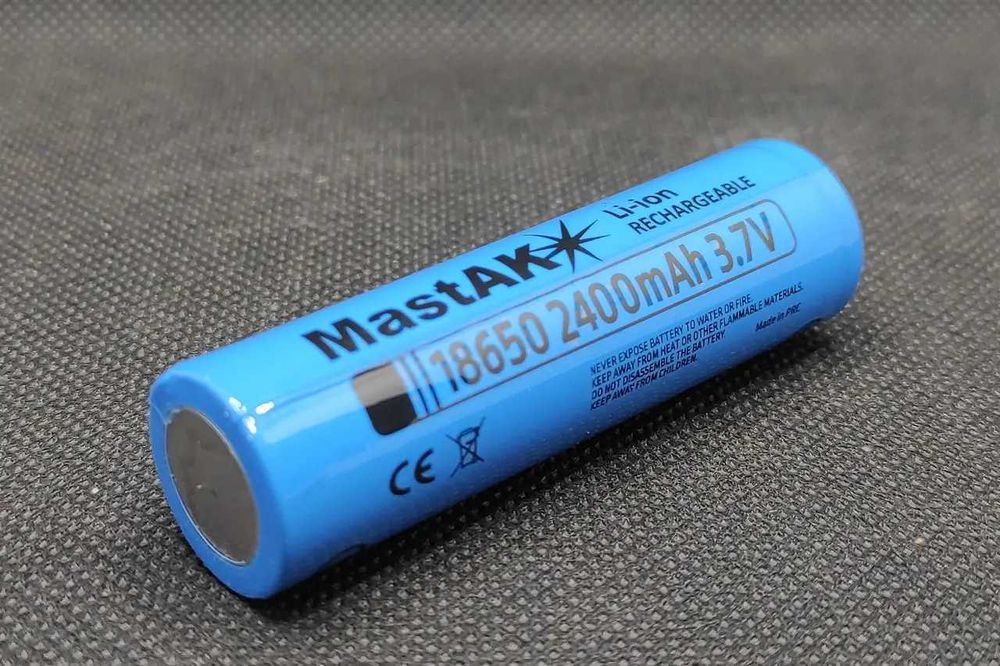 MastAK
Li-ion
RECHARGEABLE
18650 2400mAh 3.7V
NEVER EXPOSE BATTERY TO WATER OR FIRE.
KEEP AWAY FROM HEAT OR OTHER FLAMMABLE MATERIALS.
DO NOT DISASSEMBLE THE BATTERY.
KEEP AWAY FROM CHILDREN.
Made in PRC
CE